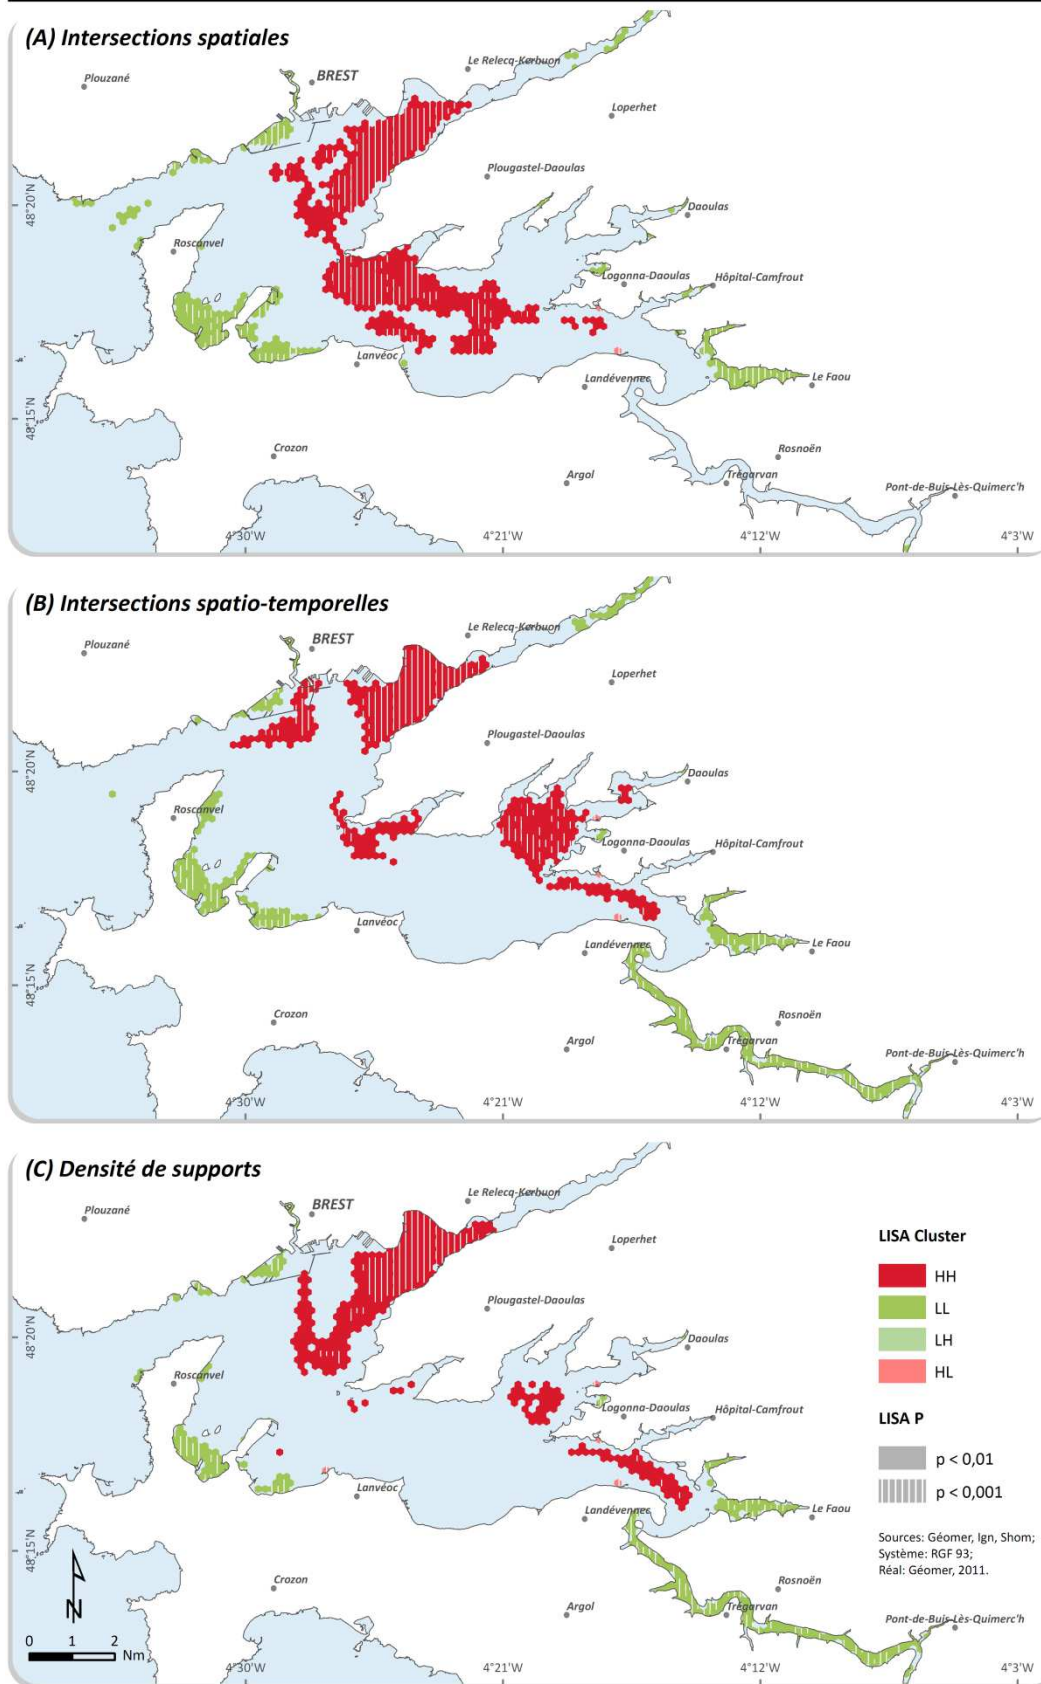 (A) Intersections spatiales
Plouzané
BREST
Le Relecq-Kerhuon
Loperhet
Plougastel-Daoulas
48°20'N
Daoulas
Roscanvel
Logonna-Daoulas
Hôpital-Camfrout
Lanvéoc
Landévennec
Le Faou
48°15'N
Crozon
Argol
Rosnoën
Trégarvan
Pont-de-Buis-Lès-Quimerc'h
4°30'W
4°21'W
4°12'W
4°3'W
(B) Intersections spatio-temporelles
Plouzané
BREST
Le Relecq-Kerhuon
Loperhet
Plougastel-Daoulas
48°20'N
Daoulas
Roscanvel
Logonna-Daoulas
Hôpital-Camfrout
Lanvéoc
Landévennec
Le Faou
48°15'N
Crozon
Argol
Rosnoën
Trégarvan
Pont-de-Buis-Lès-Quimerc'h
4°30'W
4°21'W
4°12'W
4°3'W
(C) Densité de supports
Plouzané
BREST
Le Relecq-Kerhuon
Loperhet
Plougastel-Daoulas
48°20'N
Daoulas
Roscanvel
Logonna-Daoulas
Hôpital-Camfrout
Lanvéoc
Landévennec
Le Faou
48°15'N
Crozon
Argol
Rosnoën
Trégarvan
Pont-de-Buis-Lès-Quimerc'h
4°30'W
4°21'W
4°12'W
4°3'W
LISA Cluster
HH
LL
LH
HL
LISA P
p < 0,01
p < 0,001
Sources: Géomer, Ign, Shom;
Système: RGF 93;
Réal: Géomer, 2011.
N
0 1 2
Nm